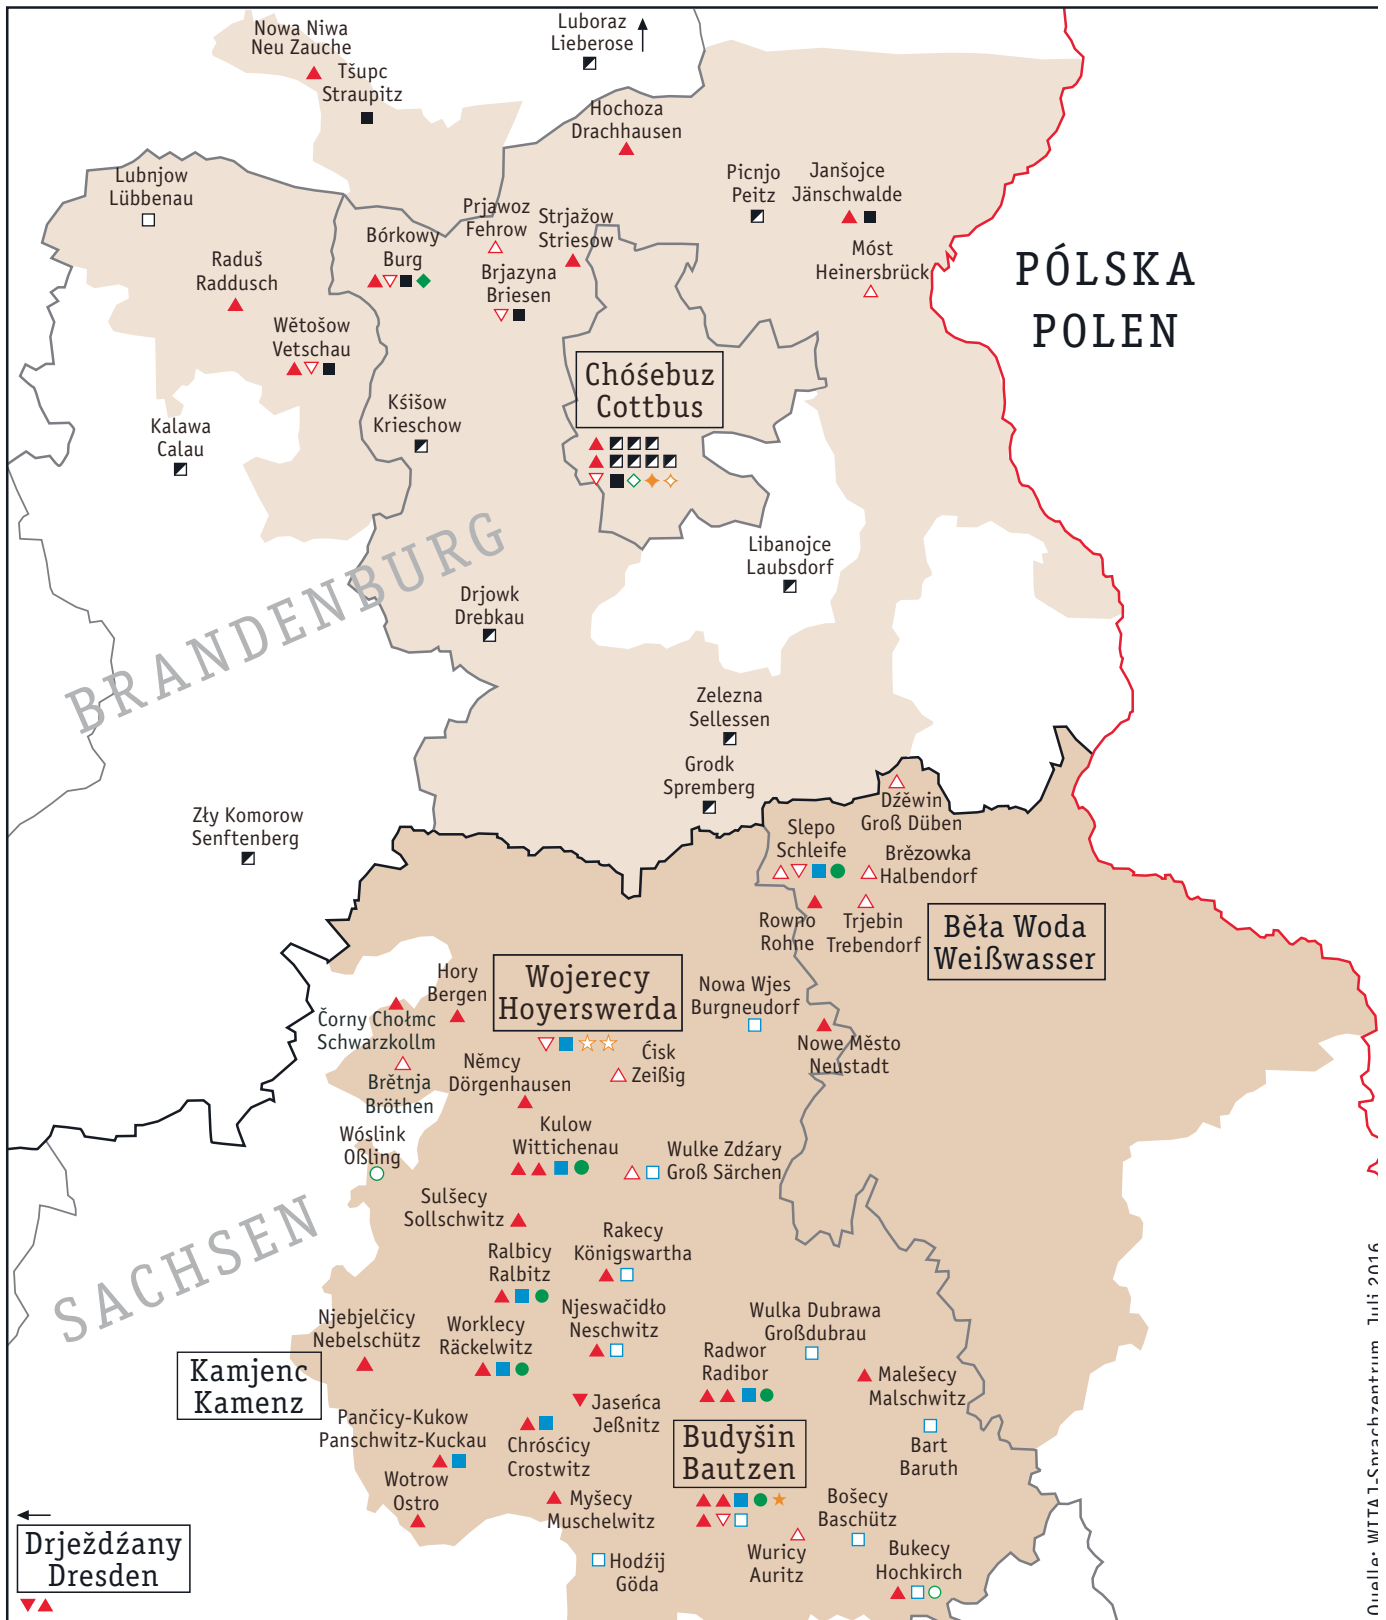 Nowa Niwa
Neu Zauche
Luboraz
Lieberose
Tšupc
Straupitz
Hochoza
Drachhausen
Lubnjow
Lübbenau
Picnjo
Peitz
Janšojce
Jänschwalde
Prjawoz
Fehrow
Strjažow
Striesow
Bórkowy
Burg
Móst
Heinersbrück
PÓLSKA
POLEN
Raduš
Raddusch
Brjazyna
Briesen
Wětošow
Vetschau
Chóśebuz
Cottbus
Kśišow
Krieschow
Kalawa
Calau
Libanojce
Laubsdorf
BRANDENBURG
Drjowk
Drebkau
Zelezna
Sellessen
Grodk
Spremberg
Dźěwin
Groß Düben
Zły Komorow
Senftenberg
Slepo
Schleife
Brězowka
Halbendorf
Rowno
Rohne
Trjebin
Trebendorf
Běła Woda
Weißwasser
Hory
Bergen
Wojerecy
Hoyerswerda
Nowa Wjes
Burgneudorf
Čorny Chołmc
Schwarzkollm
Nowe Město
Neustadt
Ćisk
Zeißig
Němcy
Dörgenhausen
Brětnja
Bröthen
Kulow
Wittichenau
Wóslink
Oßling
Wulke Zdźary
Groß Särchen
Sulšecy
Sollschwitz
SACHSEN
Rakecy
Königswartha
Ralbicy
Ralbitz
Njebjelčicy
Nebelschütz
Worklecy
Räckelwitz
Njeswačidło
Neschwitz
Wulka Dubrawa
Großdubrau
Radwor
Radibor
Kamjenc
Kamenz
Malešecy
Malschwitz
Jaseńca
Jeßnitz
Pančicy-Kukow
Panschwitz-Kuckau
Chrósćicy
Crostwitz
Budyšin
Bautzen
Bart
Baruth
Wotrow
Ostro
Myšecy
Muschelwitz
Bošecy
Baschütz
Drježdźany
Dresden
Hodźij
Göda
Wuricy
Auritz
Bukecy
Hochkirch
Quelle: WITAJ-Sprachzentrum, Juli 2016